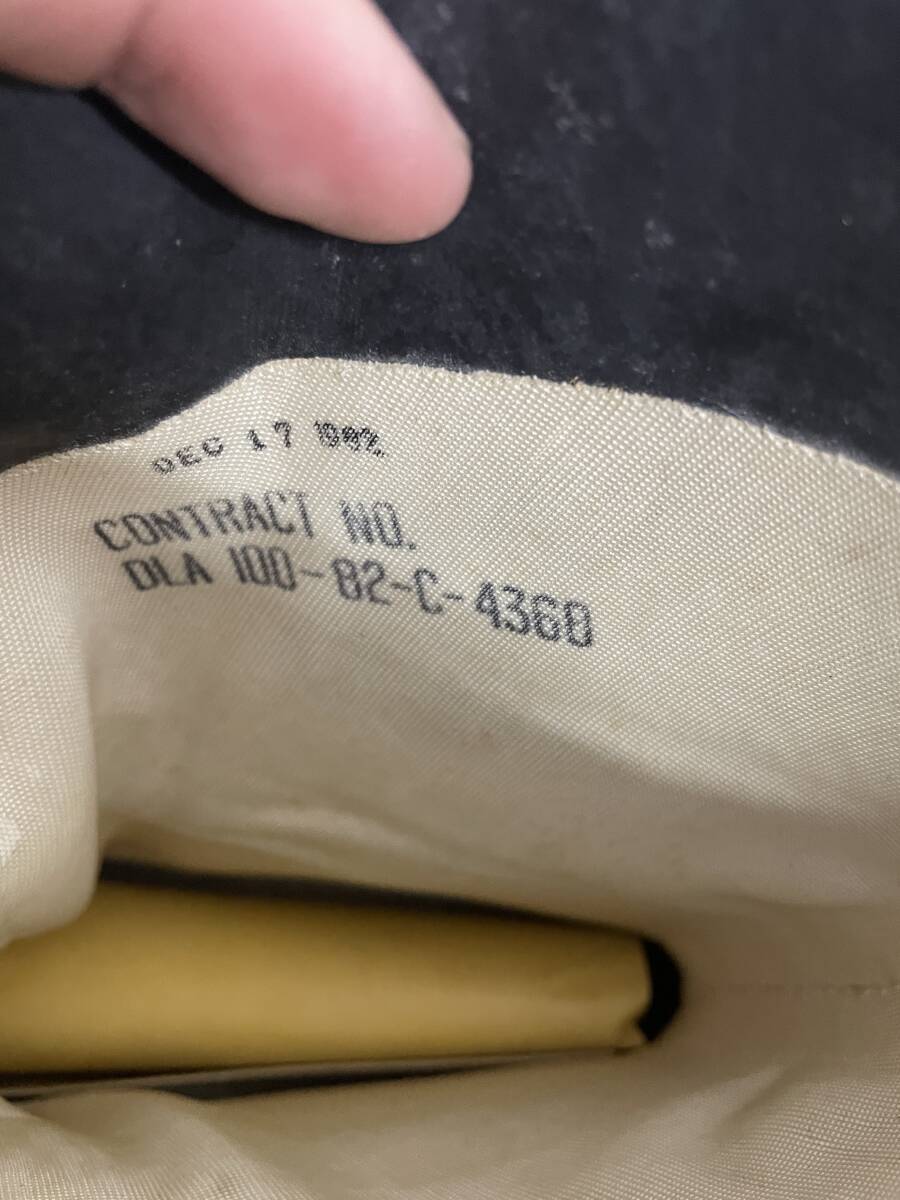 DEC 17 1982
CONTRACT NO.
DLA 100-82-C-4360